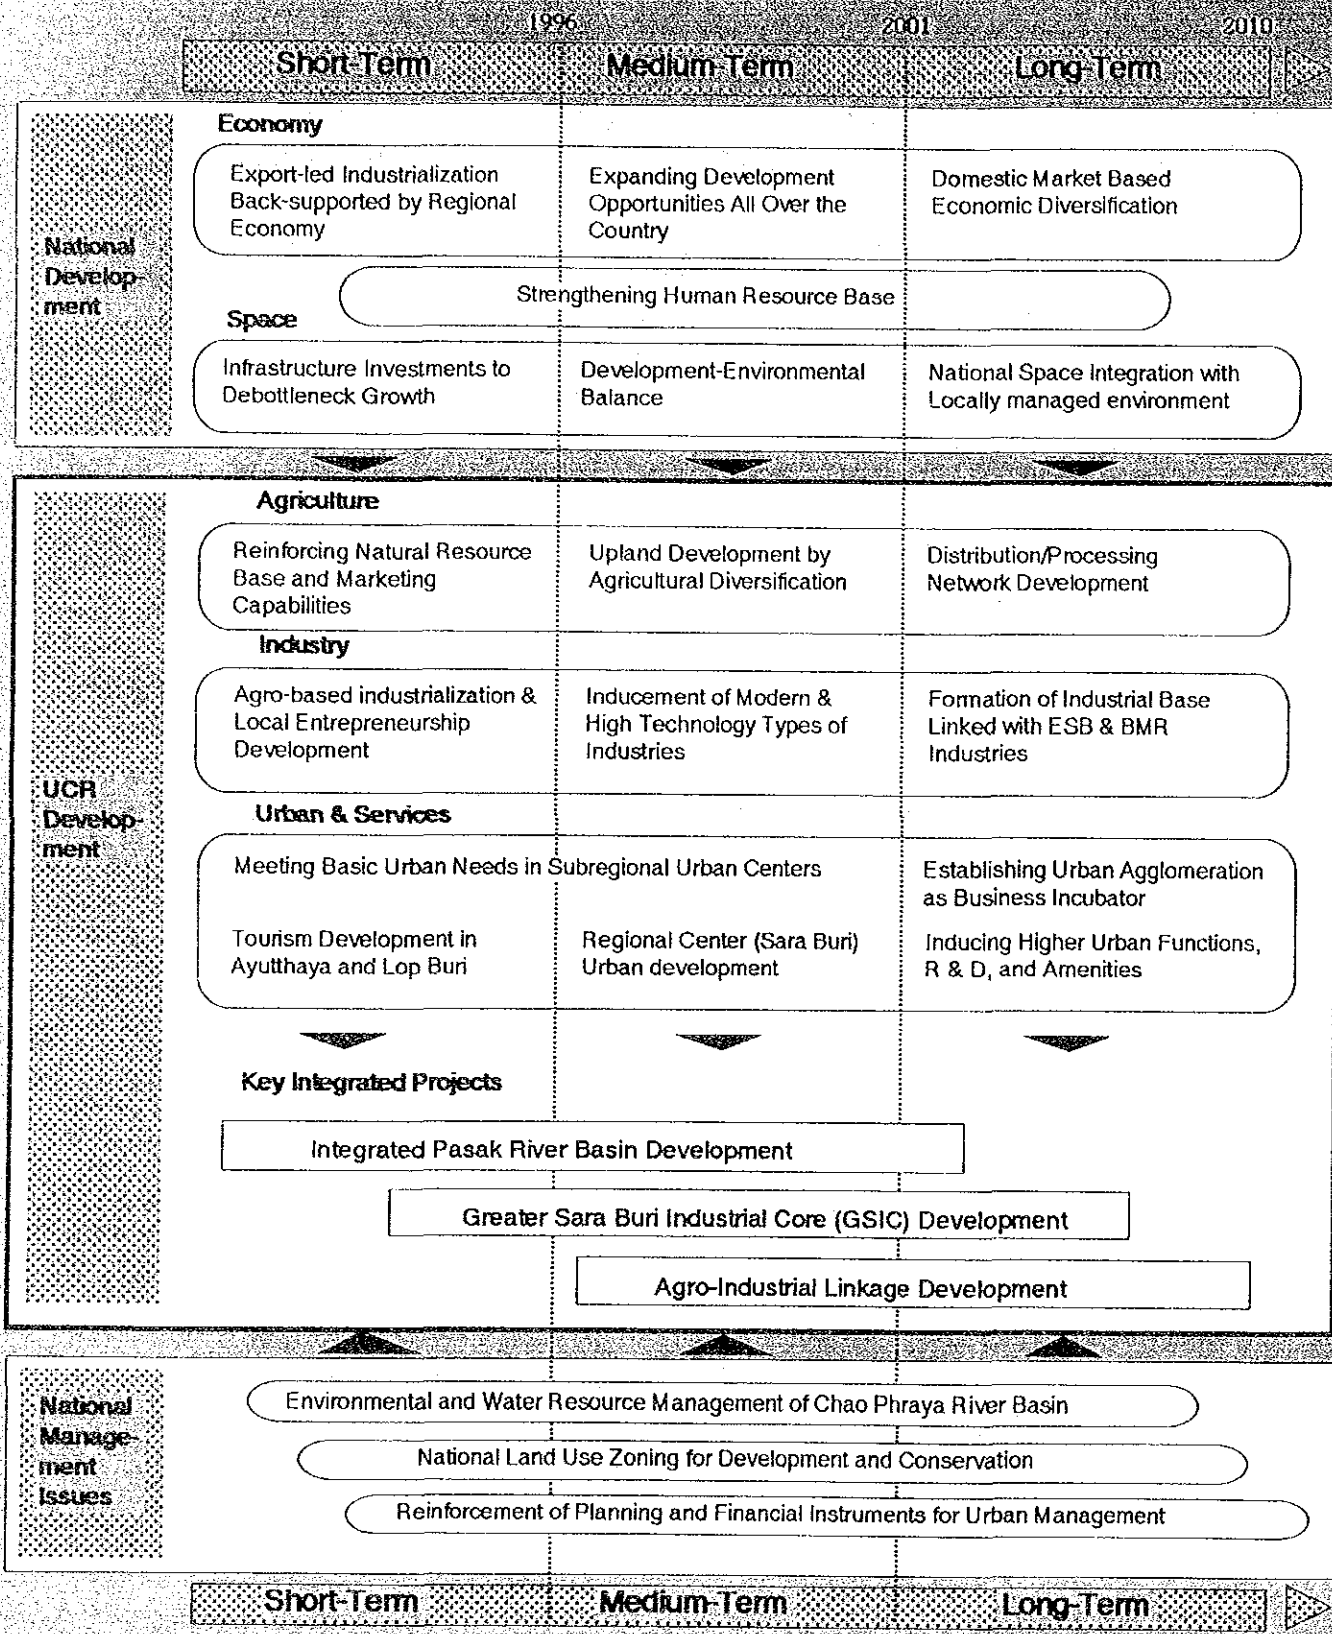 1996 2001 2010
Short-Term Medium-Term Long-Term
National
Develop-
ment
Economy
Export-led Industrialization
Back-supported by Regional
Economy
Expanding Development
Opportunities All Over the
Country
Domestic Market Based
Economic Diversification
Strengthening Human Resource Base
Space
Infrastructure Investments to
Debottleneck Growth
Development-Environmental
Balance
National Space Integration with
Locally managed environment
UCR
Develop-
ment
Agriculture
Reinforcing Natural Resource
Base and Marketing
Capabilities
Upland Development by
Agricultural Diversification
Distribution/Processing
Network Development
Industry
Agro-based industrialization &
Local Entrepreneurship
Development
Inducement of Modern &
High Technology Types of
Industries
Formation of Industrial Base
Linked with ESB & BMR
Industries
Urban & Services
Meeting Basic Urban Needs in Subregional Urban Centers
Establishing Urban Agglomeration
as Business Incubator
Tourism Development in
Ayutthaya and Lop Buri
Regional Center (Sara Buri)
Urban development
Inducing Higher Urban Functions,
R & D, and Amenities
Key Integrated Projects
Integrated Pasak River Basin Development
Greater Sara Buri Industrial Core (GSIC) Development
Agro-Industrial Linkage Development
National
Manage-
ment
Issues
Environmental and Water Resource Management of Chao Phraya River Basin
National Land Use Zoning for Development and Conservation
Reinforcement of Planning and Financial Instruments for Urban Management
Short-Term Medium-Term Long-Term